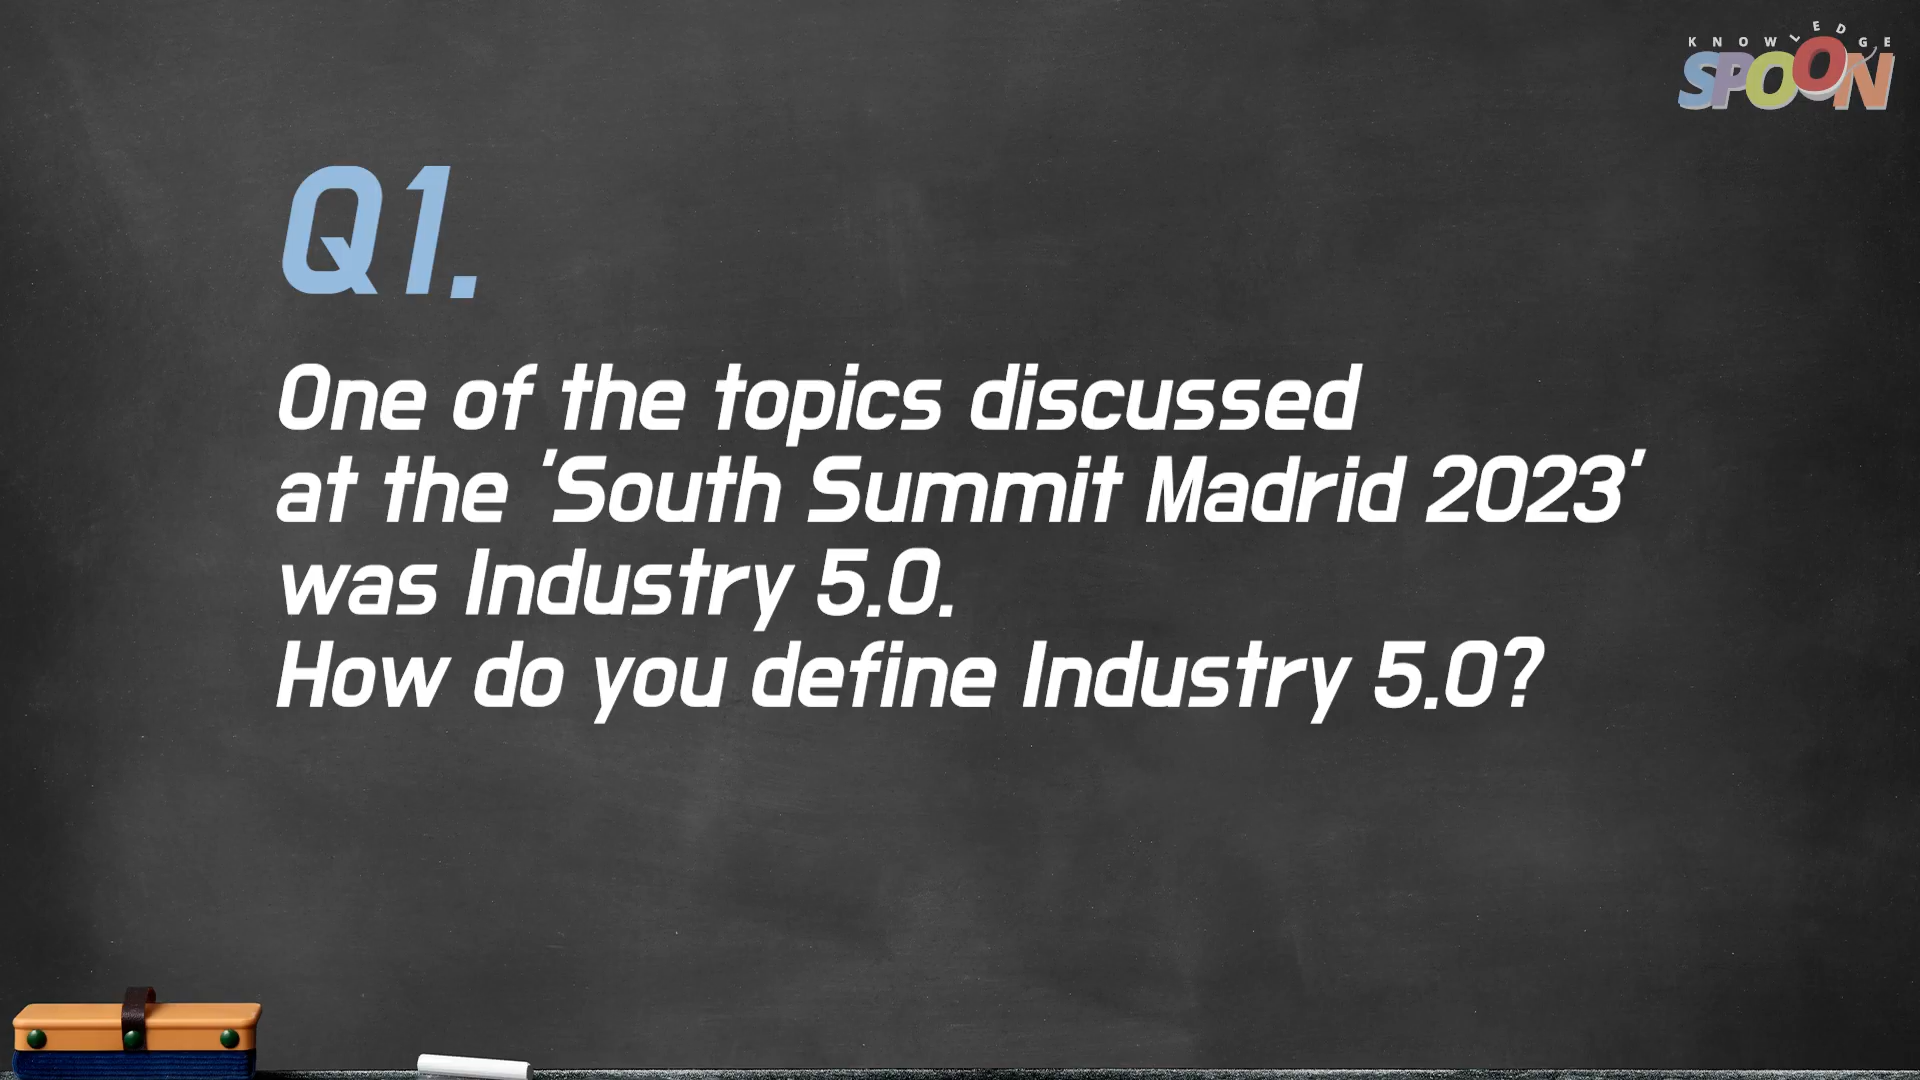 KNOWLEDGE
SPOON
Q1.
One of the topics discussed
at the 'South Summit Madrid 2023'
was Industry 5.0.
How do you define Industry 5.0?